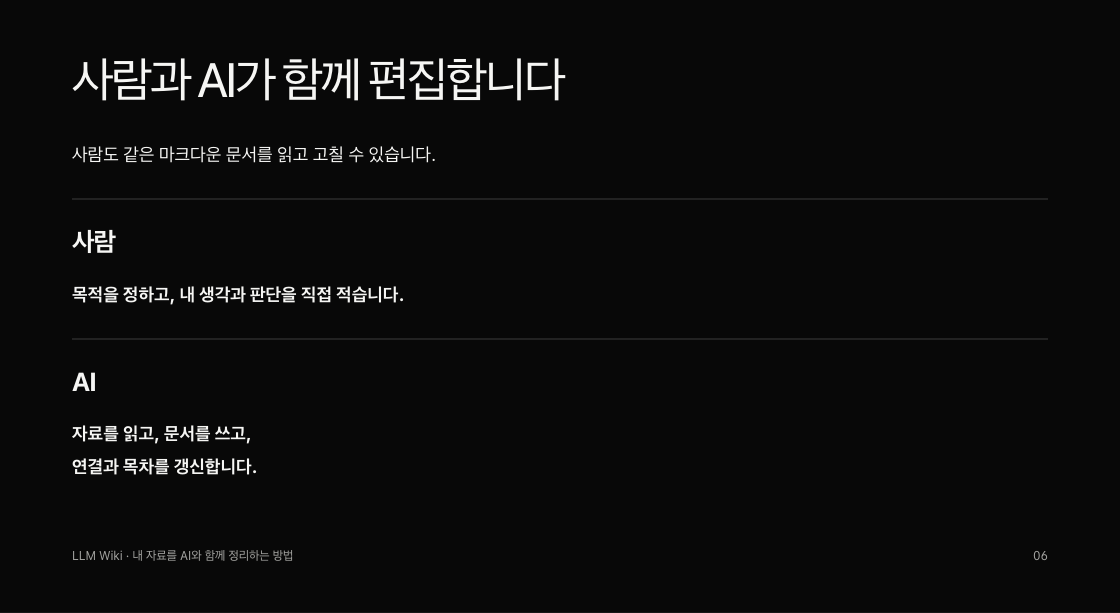 사람과 AI가 함께 편집합니다
사람도 같은 마크다운 문서를 읽고 고칠 수 있습니다.
사람
목적을 정하고, 내 생각과 판단을 직접 적습니다.
AI
자료를 읽고, 문서를 쓰고,
연결과 목차를 갱신합니다.
LLM Wiki · 내 자료를 AI와 함께 정리하는 방법
06